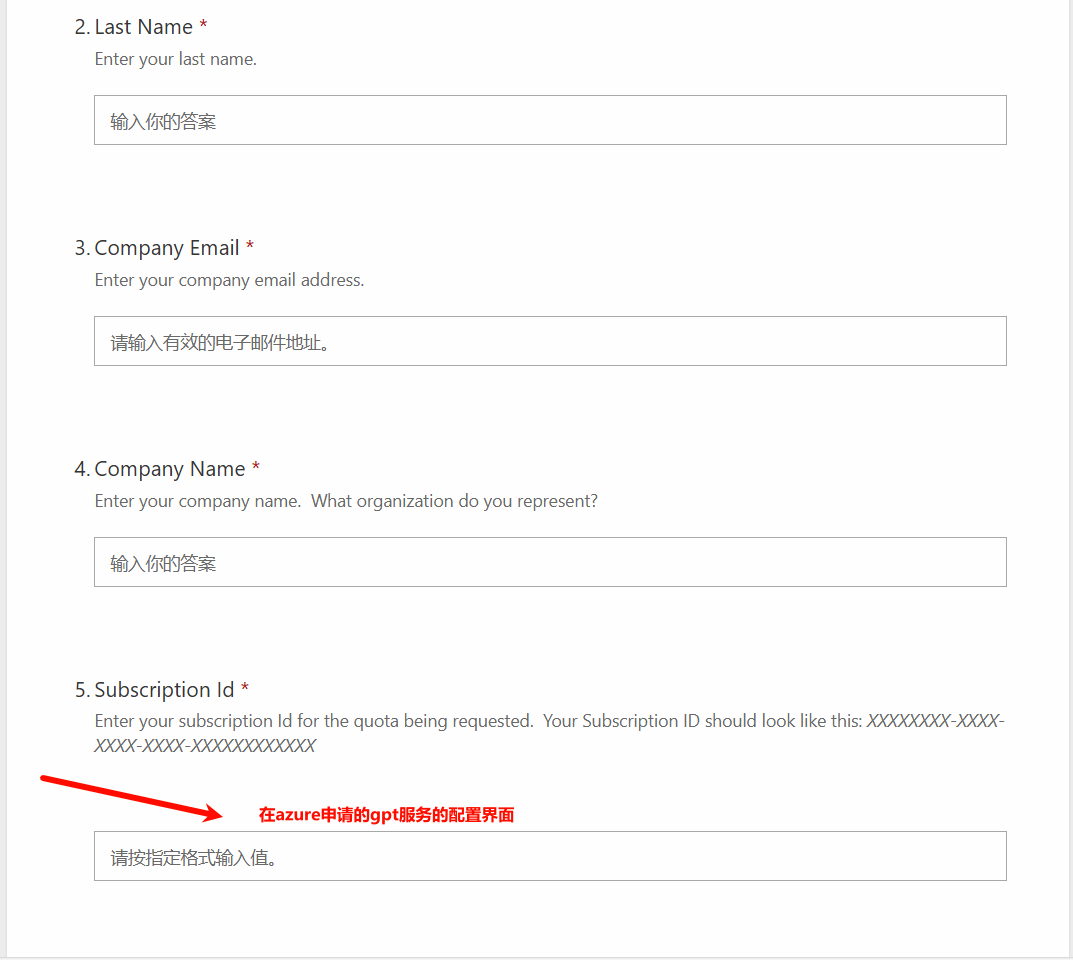 2. Last Name *
Enter your last name.
输入你的答案
3. Company Email *
Enter your company email address.
请输入有效的电子邮件地址。
4. Company Name *
Enter your company name.  What organization do you represent?
输入你的答案
5. Subscription Id *
Enter your subscription Id for the quota being requested.  Your Subscription ID should look like this: XXXXXXXX-XXXX-
XXXX-XXXX-XXXXXXXXXXXX
在azure申请的gpt服务的配置界面
请按指定格式输入值。